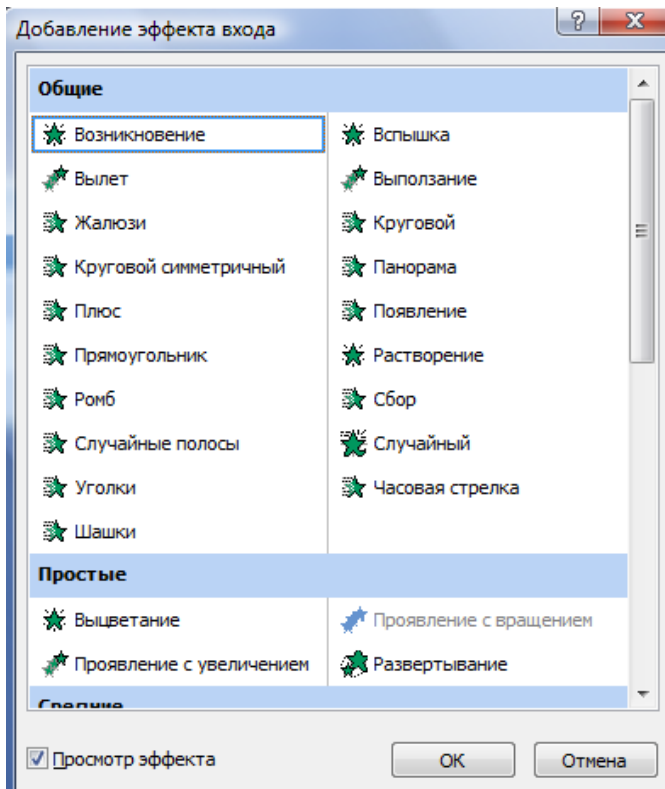 Добавление эффекта входа
Общие
Возникновение Вспышка
Вылет Выползание
Жалюзи Круговой
Круговой симметричный Панорама
Плюс Появление
Прямоугольник Растворение
Ромб Сбор
Случайные полосы Случайный
Уголки Часовая стрелка
Шашки
Простые
Выцветание Проявление с вращением
Проявление с увеличением Развертывание
Средние
Просмотр эффекта ОК Отмена